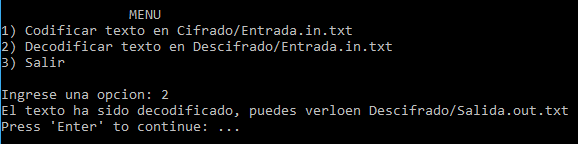 MENU
1) Codificar texto en Cifrado/Entrada.in.txt
2) Decodificar texto en Descifrado/Entrada.in.txt
3) Salir
Ingrese una opcion: 2
El texto ha sido decodificado, puedes verloen Descifrado/Salida.out.txt
Press 'Enter' to continue: ...